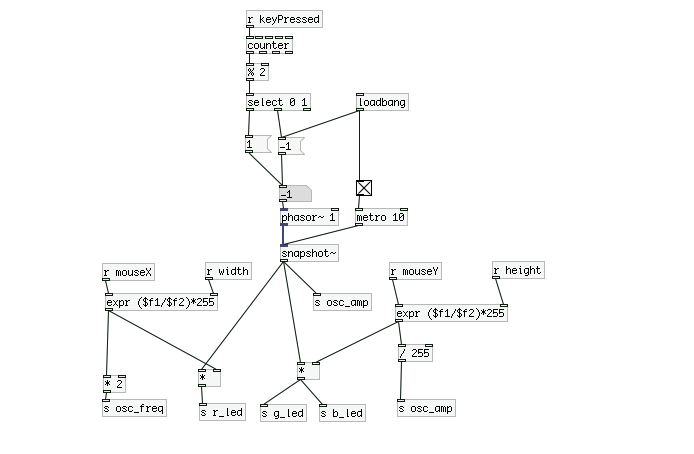 r keyPressed
counter
% 2
select 0 1
loadbang
1
-1
-1
phasor~ 1
metro 10
snapshot~
r mouseX
r width
r mouseY
r height
expr ($f1/$f2)*255
s osc_amp
expr ($f1/$f2)*255
/ 255
* 2
*
*
s osc_freq
s r_led
s g_led
s b_led
s osc_amp